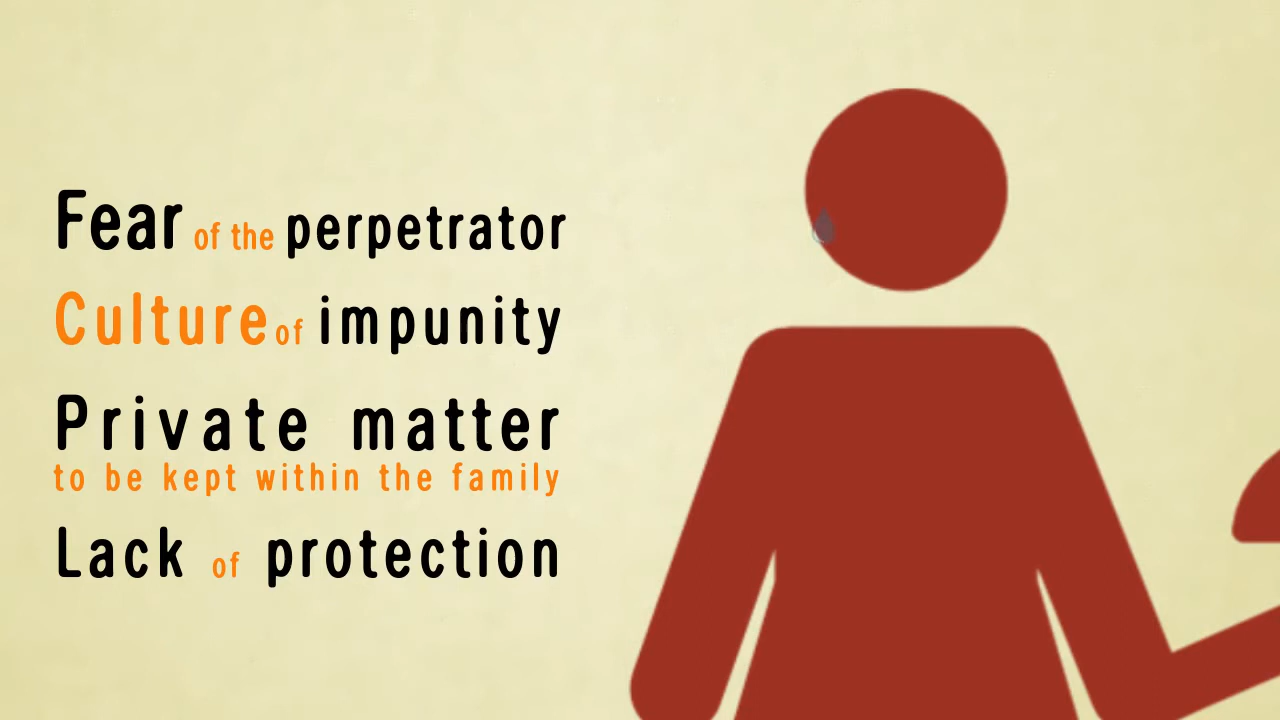 Fear of the perpetrator
Culture of impunity
Private matter
to be kept within the family
Lack of protection